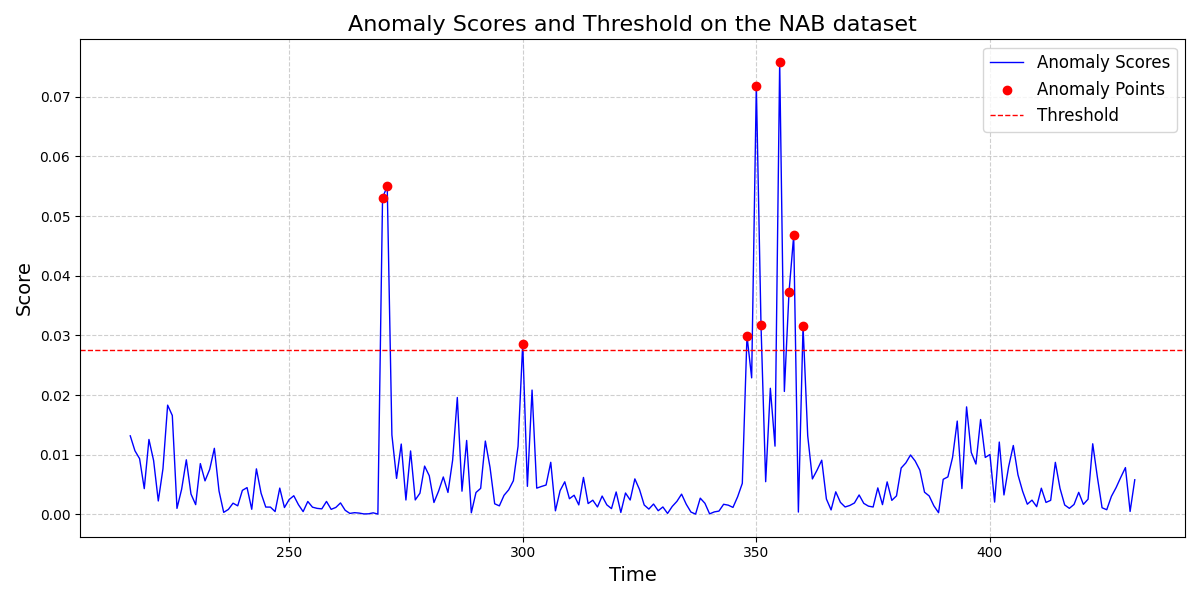 Anomaly Scores and Threshold on the NAB dataset
Anomaly Scores
Anomaly Points
Threshold
Score
0.07
0.06
0.05
0.04
0.03
0.02
0.01
0.00
250 300 350 400
Time